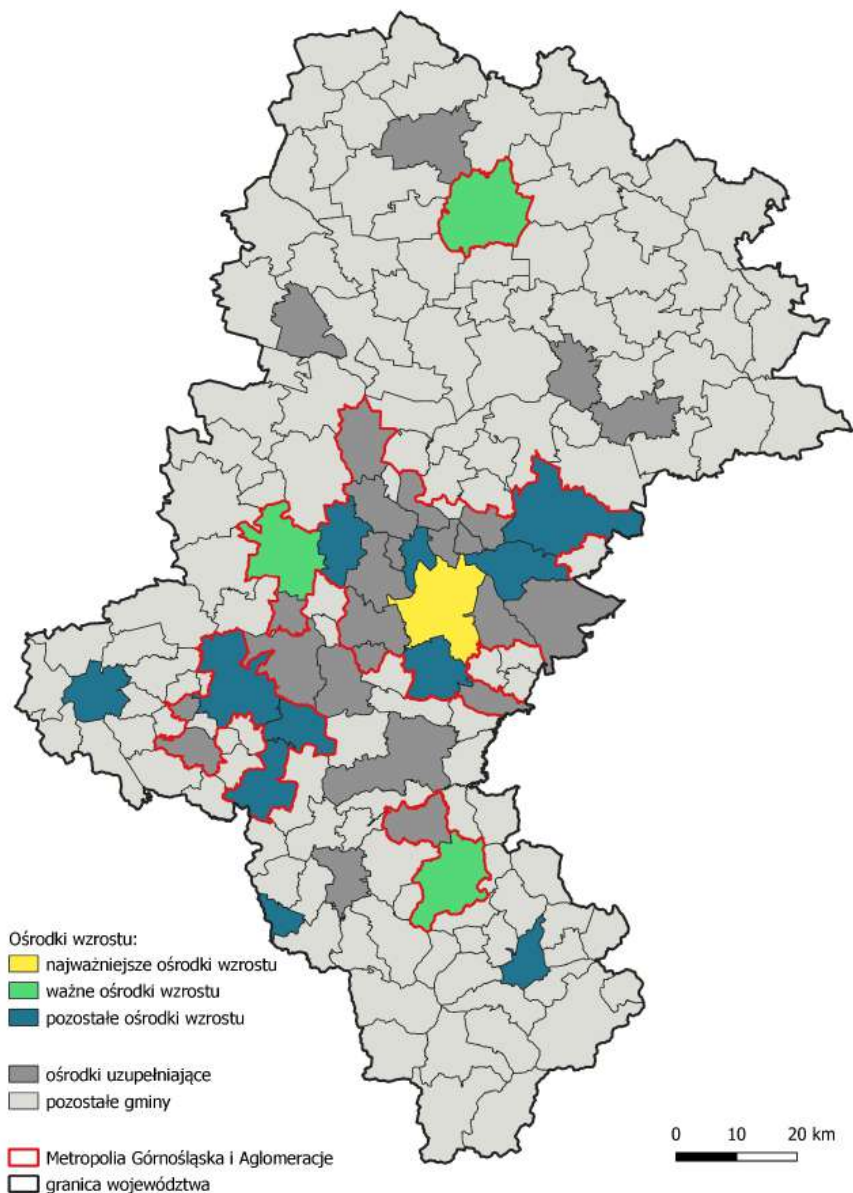 Ośrodki wzrostu:
najważniejsze ośrodki wzrostu
ważne ośrodki wzrostu
pozostałe ośrodki wzrostu
ośrodki uzupełniające
pozostałe gminy
Metropolia Górnośląska i Aglomeracje
granica województwa
0 10 20 km